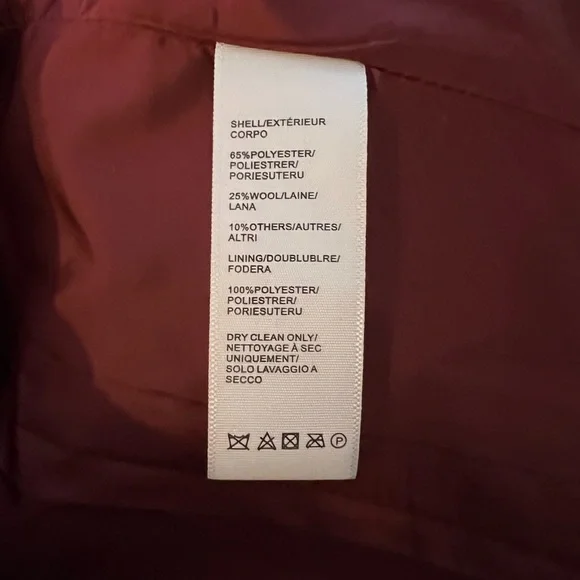 SHELL/EXTÉRIEUR
CORPO
65%POLYESTER/
POLIESTRER/
PORIESUTERU
25%WOOL/LAINE/
LANA
10%OTHERS/AUTRES/
ALTRI
LINING/DOUBLUBLRE/
FODERA
100%POLYESTER/
POLIESTRER/
PORIESUTERU
DRY CLEAN ONLY/
NETTOYAGE À SEC
UNIQUEMENT/
SOLO LAVAGGIO A
SECCO
P